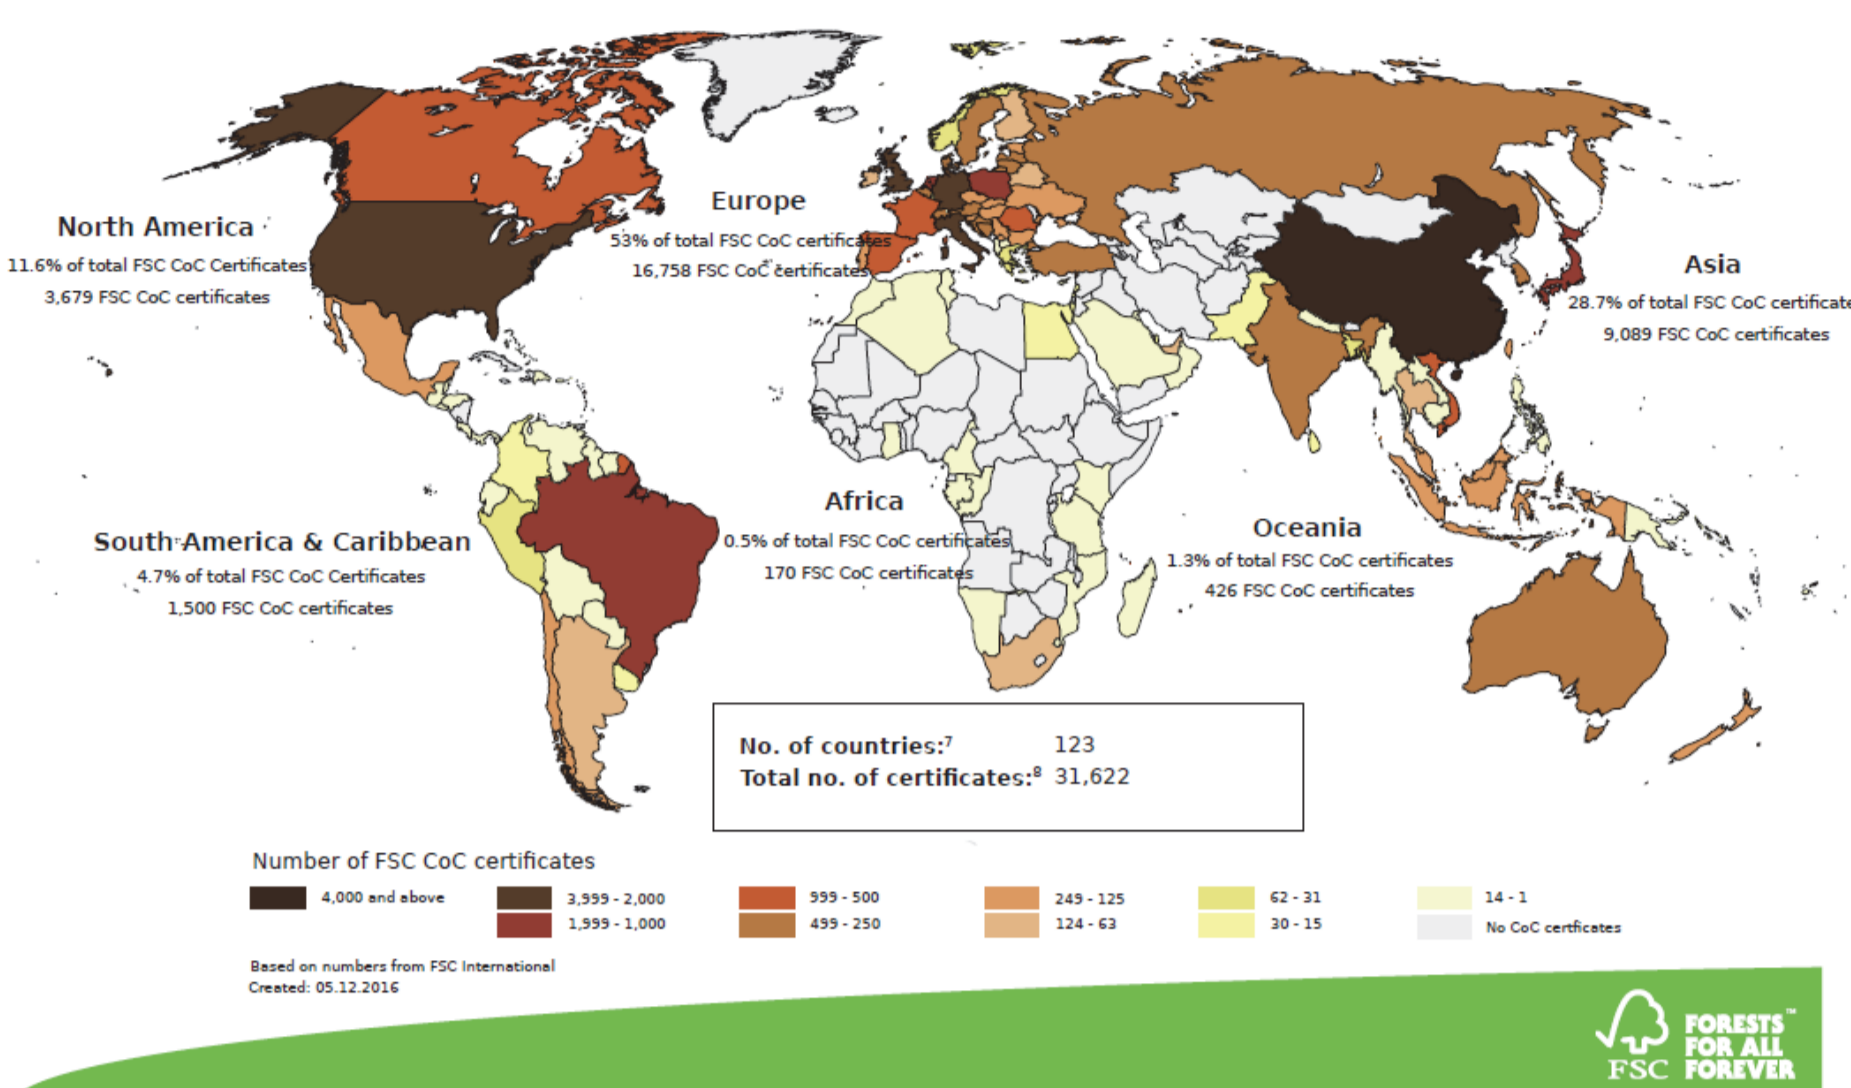 North America
11.6% of total FSC CoC Certificates
3,679 FSC CoC certificates
Europe
53% of total FSC CoC certificates
16,758 FSC CoC certificates
Asia
28.7% of total FSC CoC certificate
9,089 FSC CoC certificates
South America & Caribbean
4.7% of total FSC CoC Certificates
1,500 FSC CoC certificates
Africa
0.5% of total FSC CoC certificates
170 FSC CoC certificates
Oceania
1.3% of total FSC CoC certificates
426 FSC CoC certificates
No. of countries:⁷ 123
Total no. of certificates:⁸ 31,622
Number of FSC CoC certificates
4,000 and above
3,999 - 2,000
1,999 - 1,000
999 - 500
499 - 250
249 - 125
124 - 63
62 - 31
30 - 15
14 - 1
No CoC certficates
Based on numbers from FSC International
Created: 05.12.2016
FSC
FORESTS™
FOR ALL
FOREVER